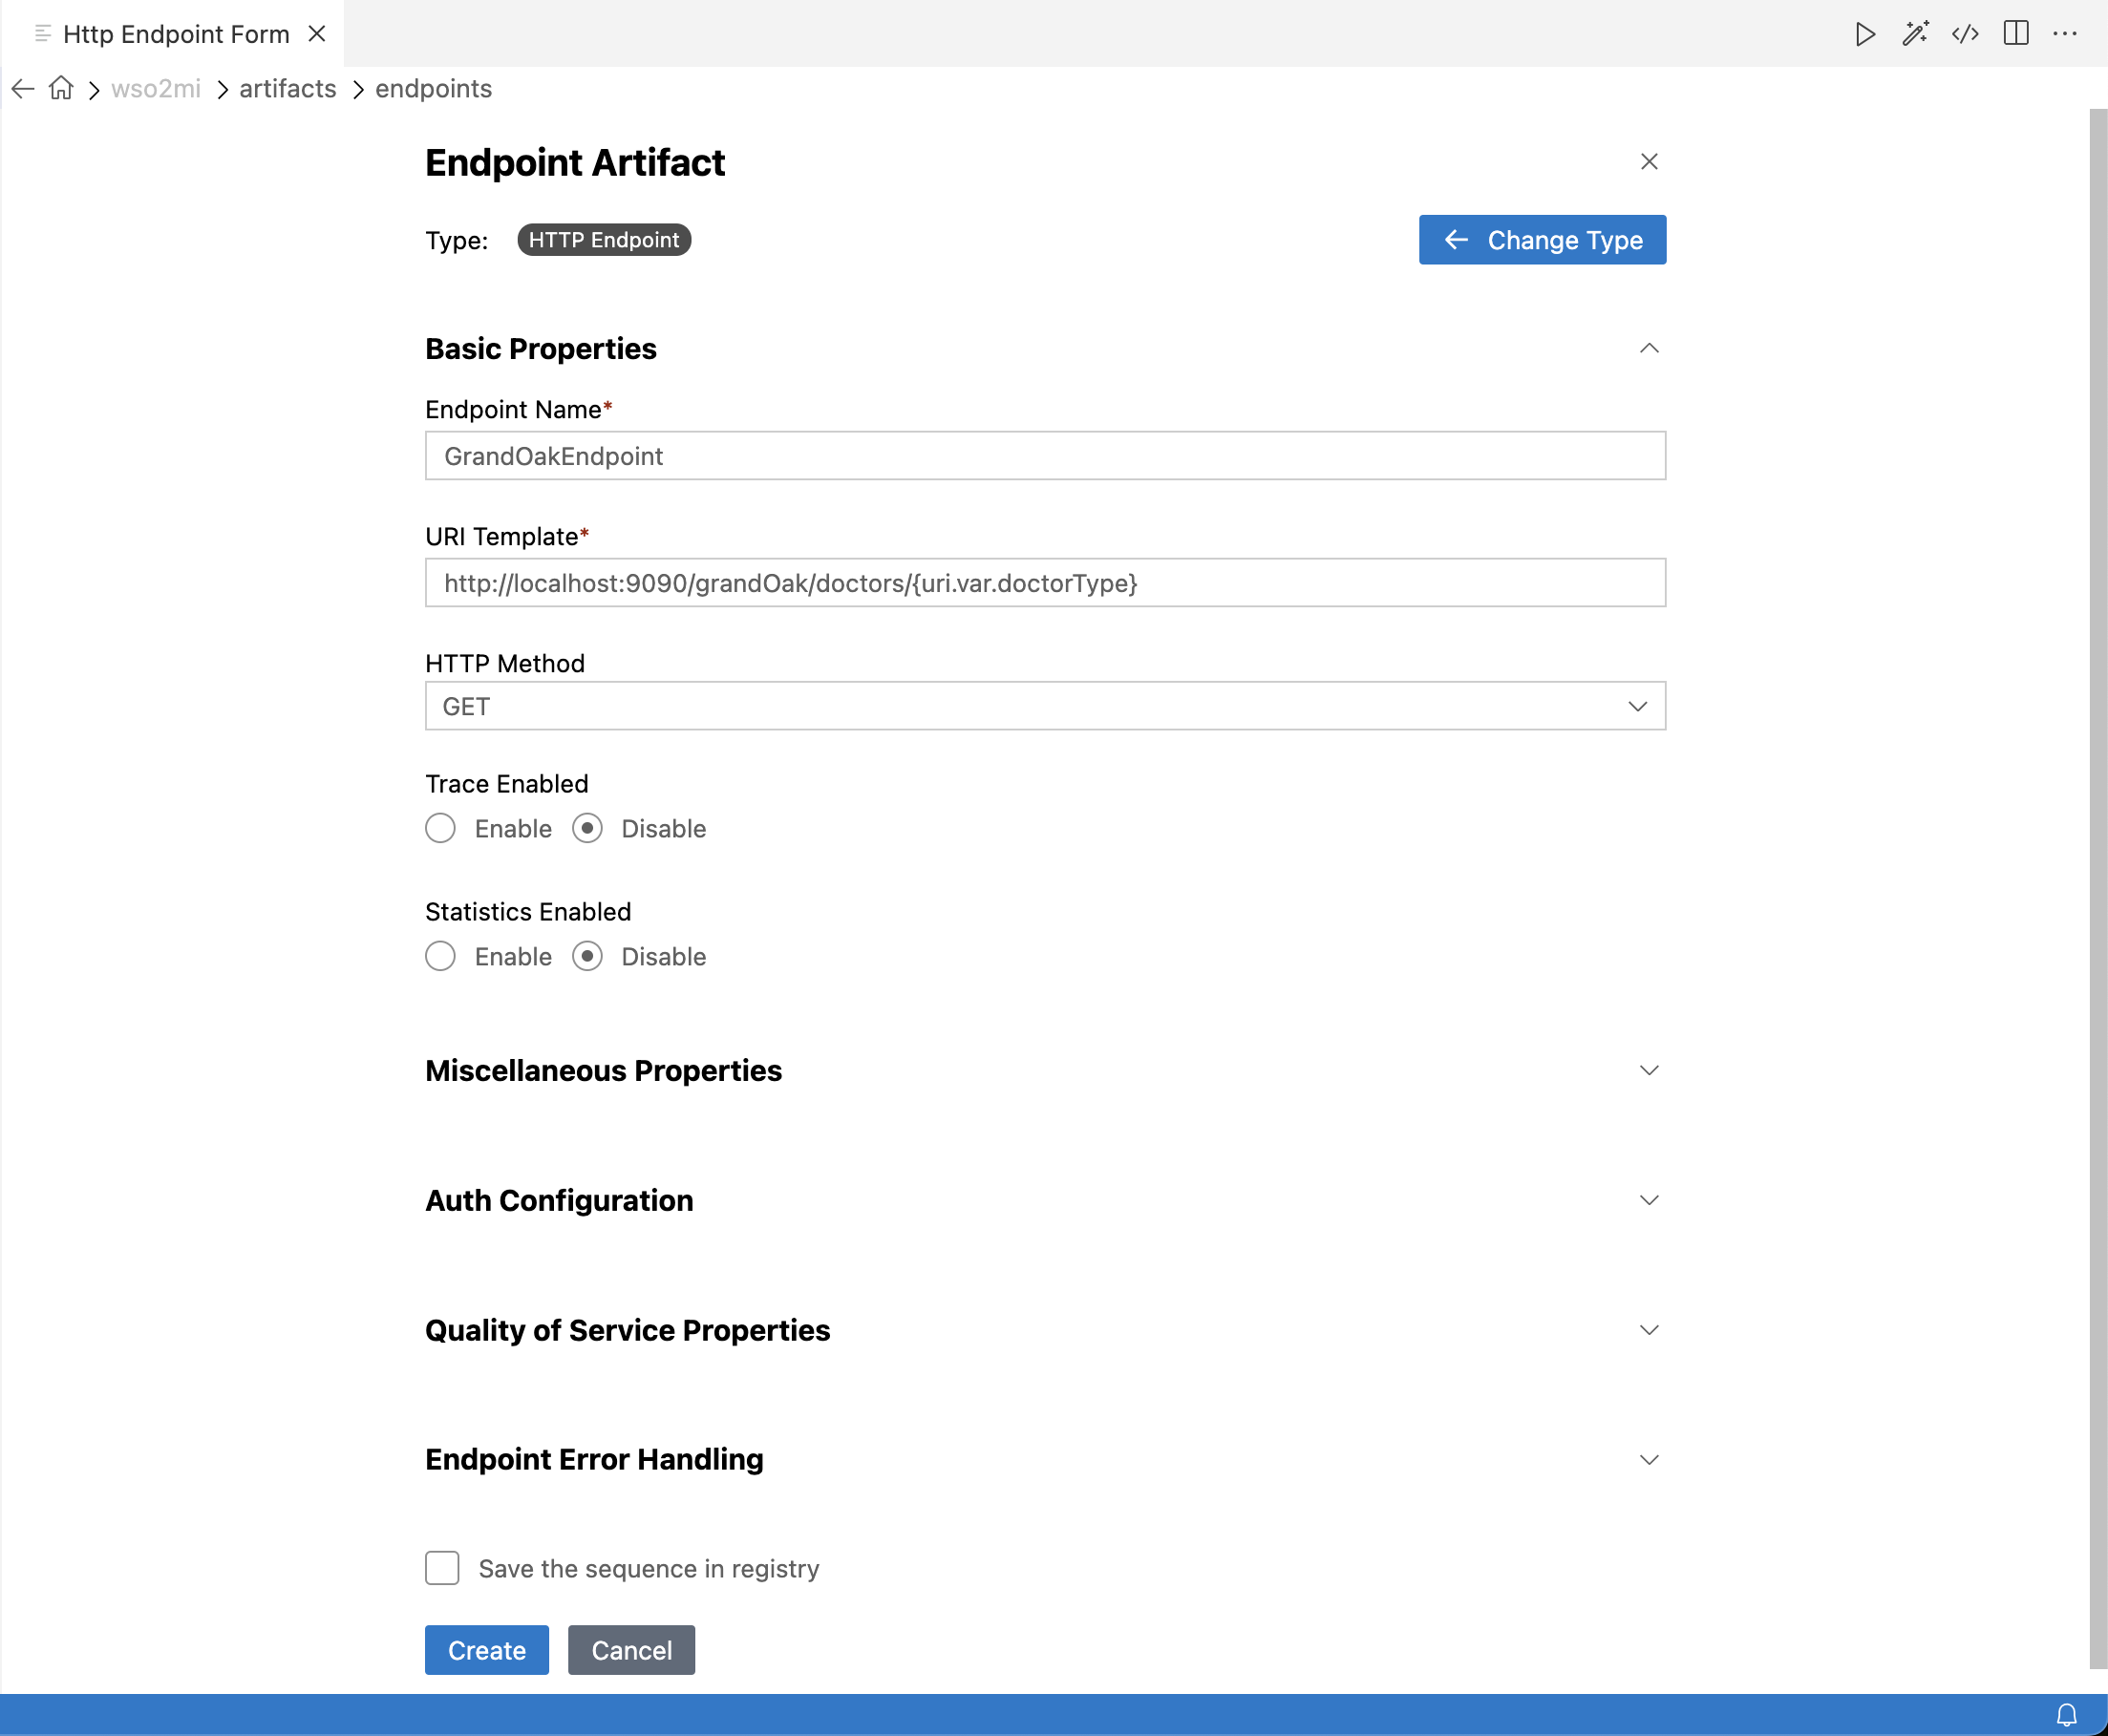 Http Endpoint Form
wso2mi artifacts endpoints
Endpoint Artifact
Type: HTTP Endpoint
Change Type
Basic Properties
Endpoint Name*
GrandOakEndpoint
URI Template*
http://localhost:9090/grandOak/doctors/{uri.var.doctorType}
HTTP Method
GET
Trace Enabled
Enable Disable
Statistics Enabled
Enable Disable
Miscellaneous Properties
Auth Configuration
Quality of Service Properties
Endpoint Error Handling
Save the sequence in registry
Create Cancel